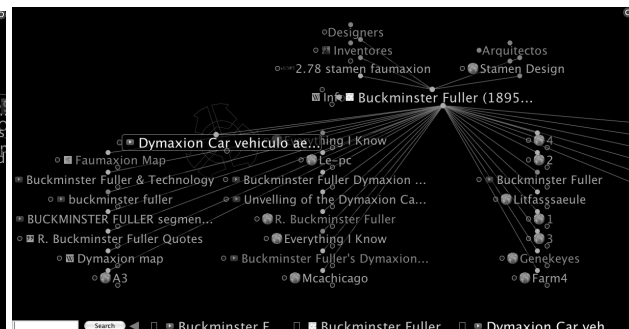 Designers
Inventores
Arquitectos
2.78 stamen faumaxion
Stamen Design
Info
Buckminster Fuller (1895...
Dymaxion Car vehiculo ae...
Everything I Know
4
Faumaxion Map
Le-pc
2
Buckminster Fuller & Technology
Buckminster Fuller Dymaxion ...
Buckminster Fuller
buckminster fuller
Unvelling of the Dymaxion Ca...
Litfasssaeule
BUCKMINSTER FULLER segmen...
R. Buckminster Fuller
1
R. Buckminster Fuller Quotes
Everything I Know
3
Dymaxion map
Buckminster Fuller's Dymaxion...
Genekeyes
A3
Mcachicago
Farm4
Search
Buckminster F...
Buckminster Fuller
Dymaxion Car veh